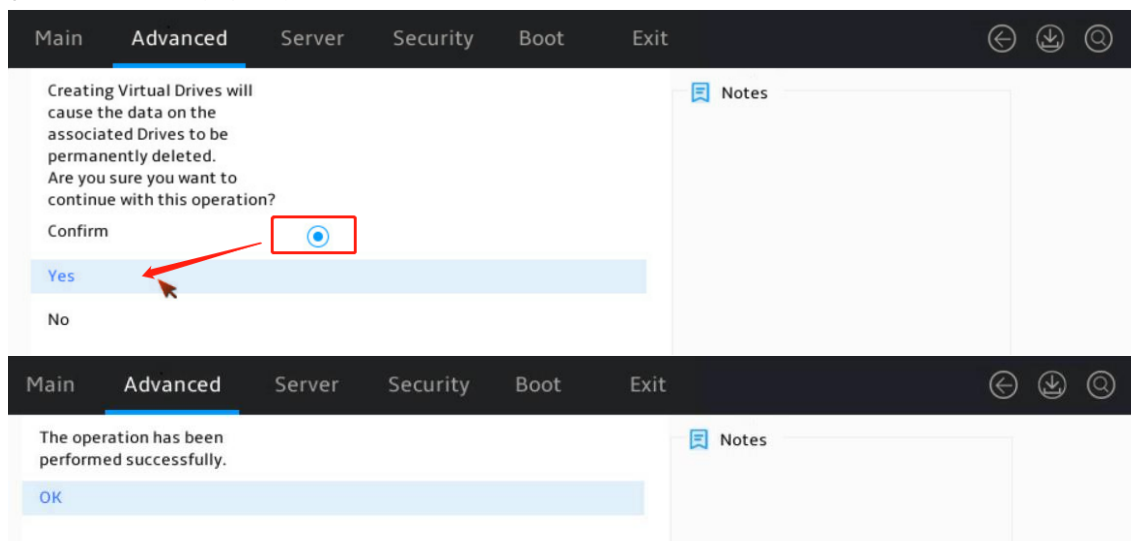 Main Advanced Server Security Boot Exit
Creating Virtual Drives will
cause the data on the
associated Drives to be
permanently deleted.
Are you sure you want to
continue with this operation?
Confirm
Yes
No
Notes
Main Advanced Server Security Boot Exit
The operation has been
performed successfully.
OK
Notes